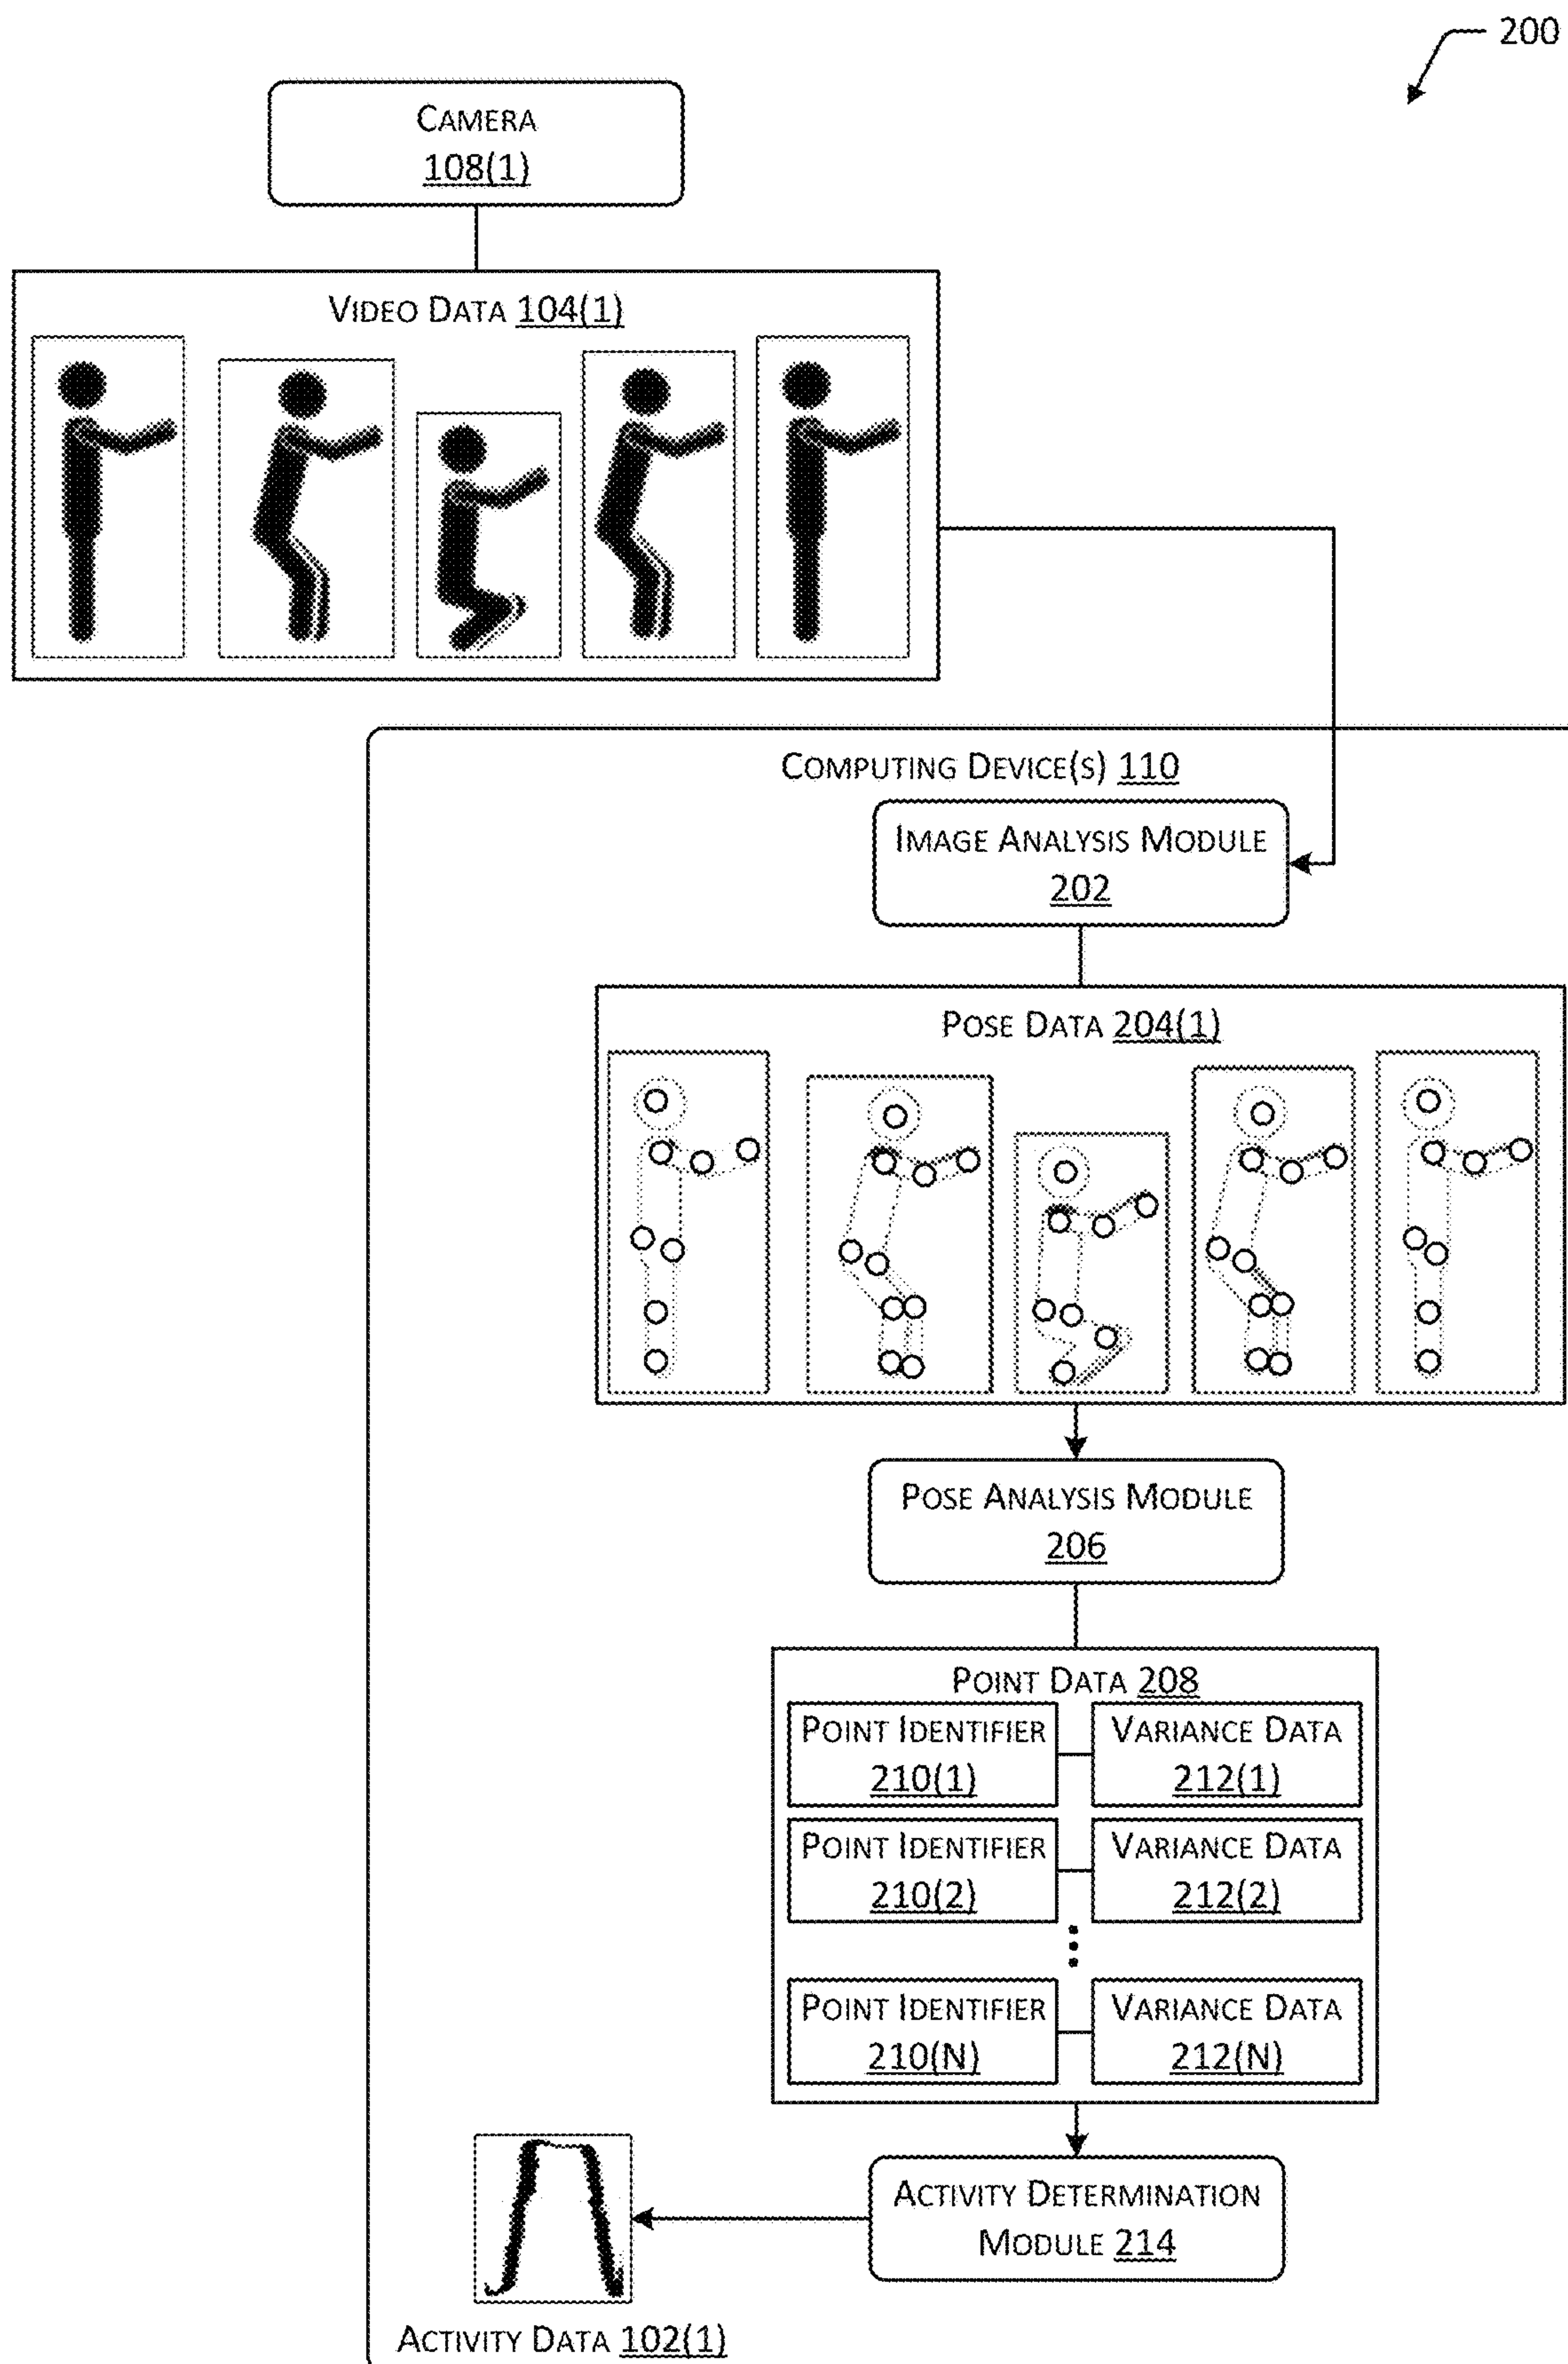 200
CAMERA
108(1)
VIDEO DATA 104(1)
COMPUTING DEVICE(S) 110
IMAGE ANALYSIS MODULE
202
POSE DATA 204(1)
POSE ANALYSIS MODULE
206
POINT DATA 208
POINT IDENTIFIER
210(1)
VARIANCE DATA
212(1)
POINT IDENTIFIER
210(2)
VARIANCE DATA
212(2)
POINT IDENTIFIER
210(N)
VARIANCE DATA
212(N)
ACTIVITY DETERMINATION
MODULE 214
ACTIVITY DATA 102(1)